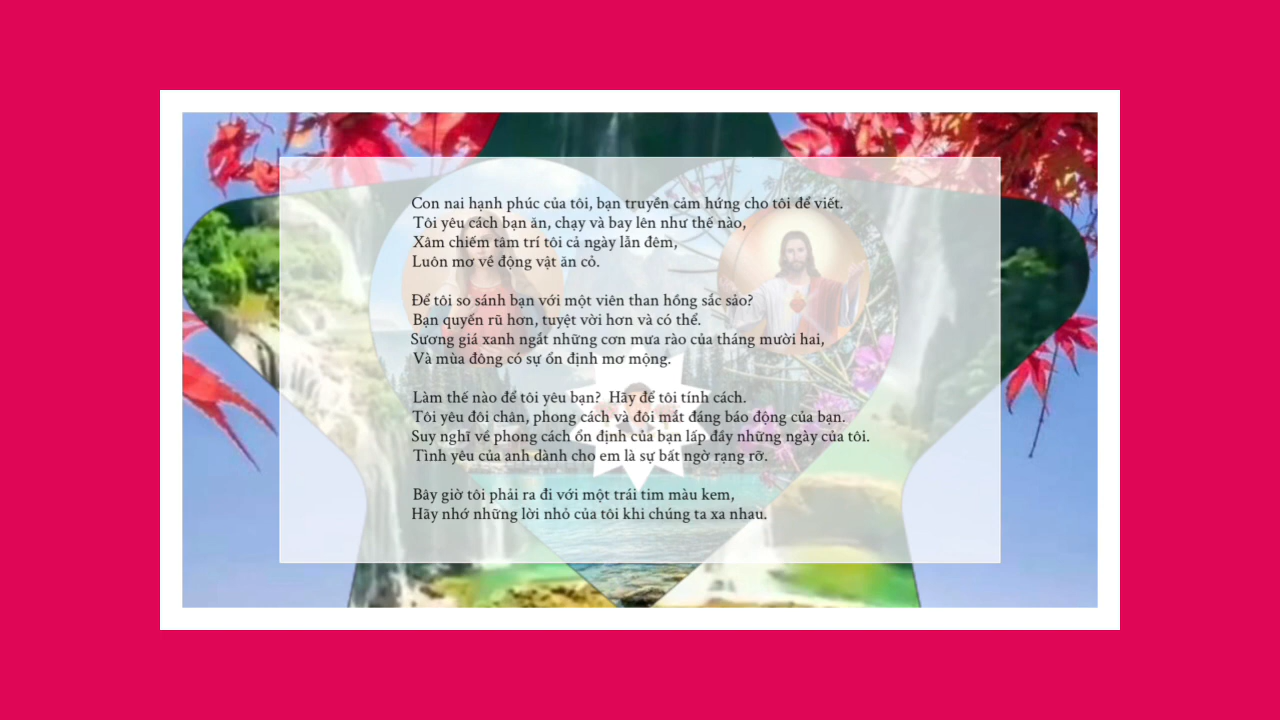 Con nai hạnh phúc của tôi, bạn truyền cảm hứng cho tôi để viết.
Tôi yêu cách bạn ăn, chạy và bay lên như thế nào,
Xâm chiếm tâm trí tôi cả ngày lẫn đêm,
Luôn mơ về động vật ăn cỏ.
Để tôi so sánh bạn với một viên than hồng sắc sảo?
Bạn quyến rũ hơn, tuyệt vời hơn và có thể.
Sương giá xanh ngắt những cơn mưa rào của tháng mười hai,
Và mùa đông có sự ổn định mơ mộng.
Làm thế nào để tôi yêu bạn? Hãy để tôi tính cách.
Tôi yêu đôi chân, phong cách và đôi mắt đáng báo động của bạn.
Suy nghĩ về phong cách ổn định của bạn lấp đầy những ngày của tôi.
Tình yêu của anh dành cho em là sự bất ngờ rạng rỡ.
Bây giờ tôi phải ra đi với một trái tim màu kem,
Hãy nhớ những lời nhỏ của tôi khi chúng ta xa nhau.